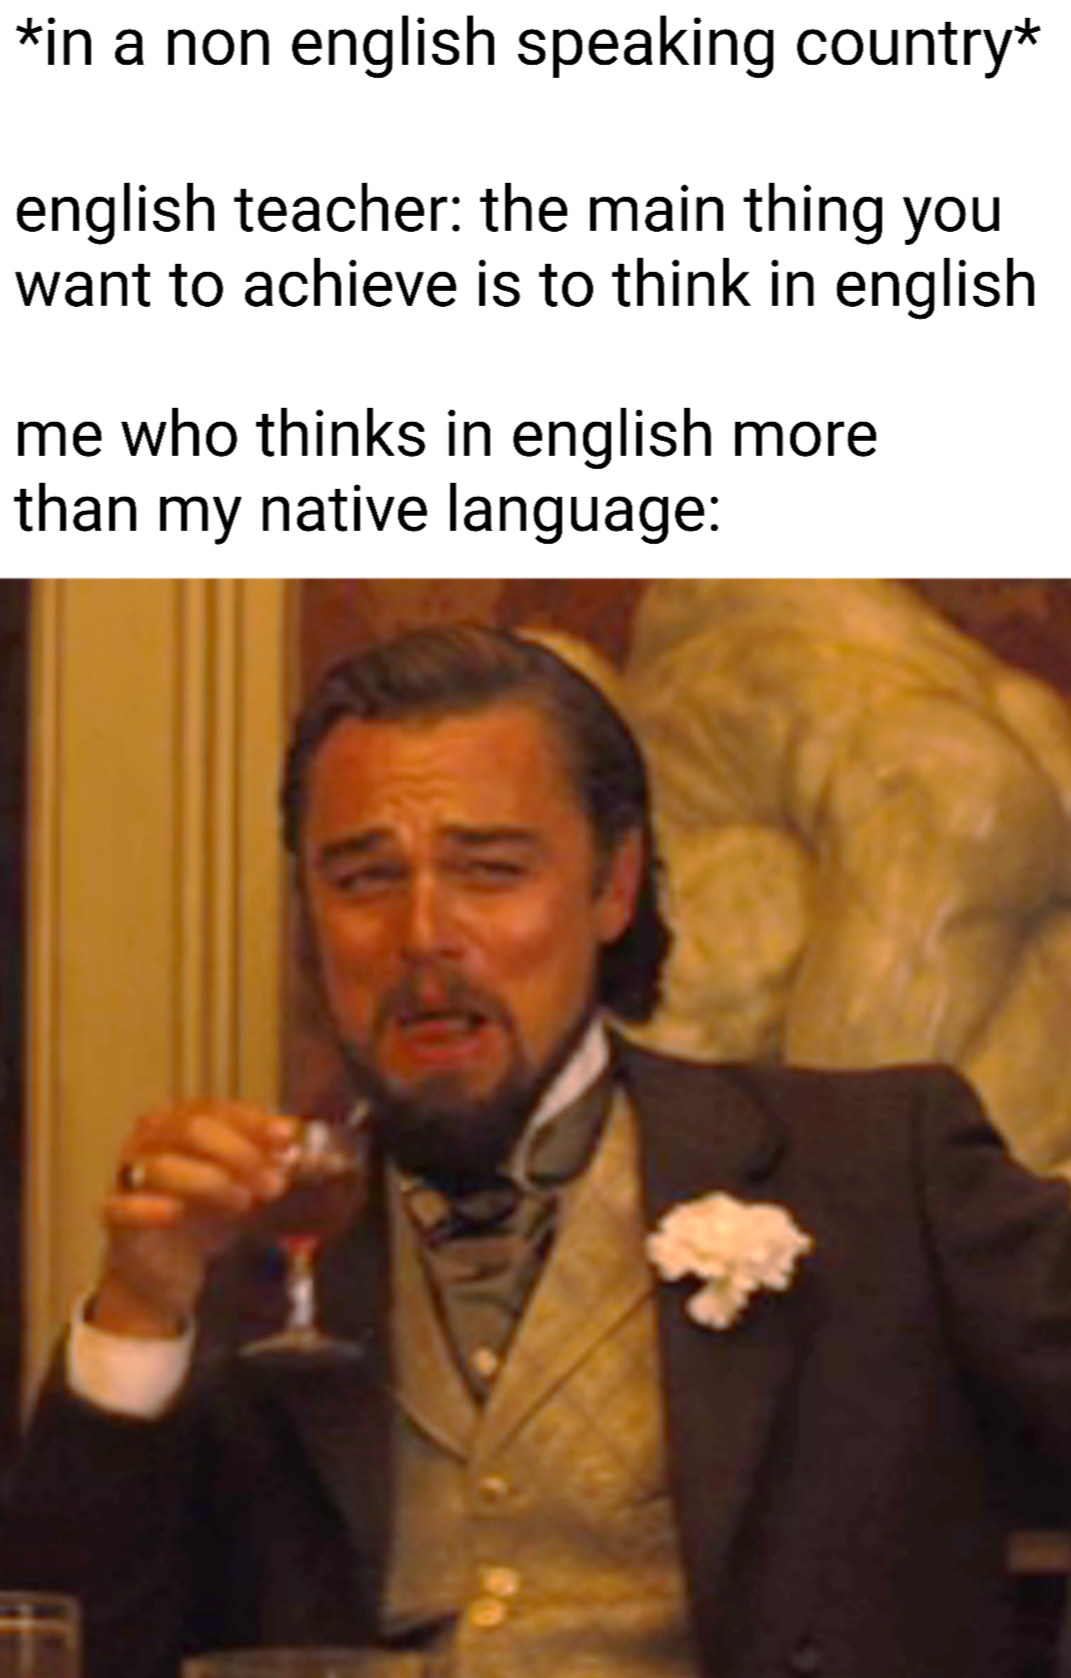 *in a non english speaking country*
english teacher: the main thing you
want to achieve is to think in english
me who thinks in english more
than my native language: